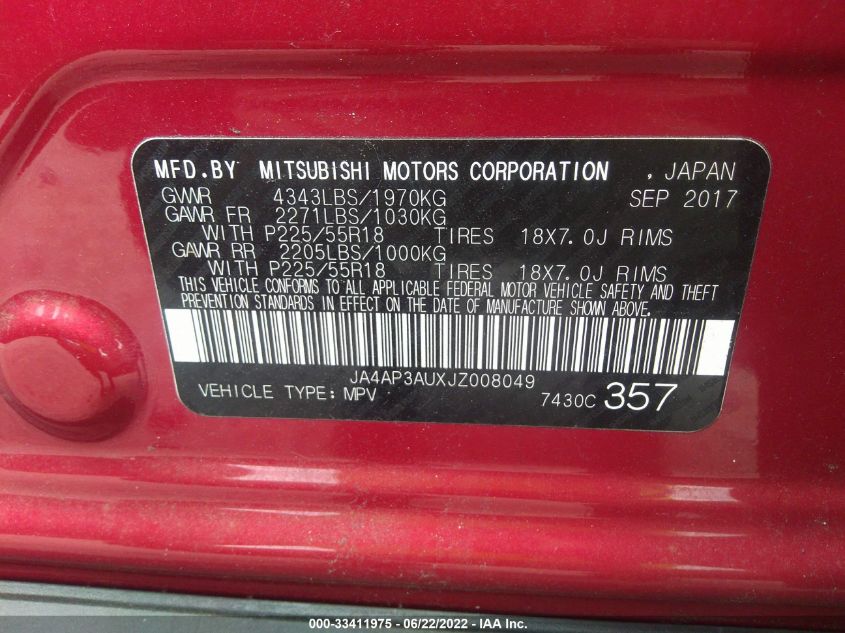 MFD.BY MITSUBISHI MOTORS CORPORATION , JAPAN
GVWR 4343LBS/1970KG SEP 2017
GAWR FR 2271LBS/1030KG
WITH P225/55R18 TIRES 18X7.0J RIMS
GAWR RR 2205LBS/1000KG
WITH P225/55R18 TIRES 18X7.0J RIMS
THIS VEHICLE CONFORMS TO ALL APPLICABLE FEDERAL MOTOR VEHICLE SAFETY AND THEFT
PREVENTION STANDARDS IN EFFECT ON THE DATE OF MANUFACTURE SHOWN ABOVE.
JA4AP3AUXJZ008049
VEHICLE TYPE: MPV 7430C 357
000-33411975 - 06/22/2022 - © IAA, Inc.